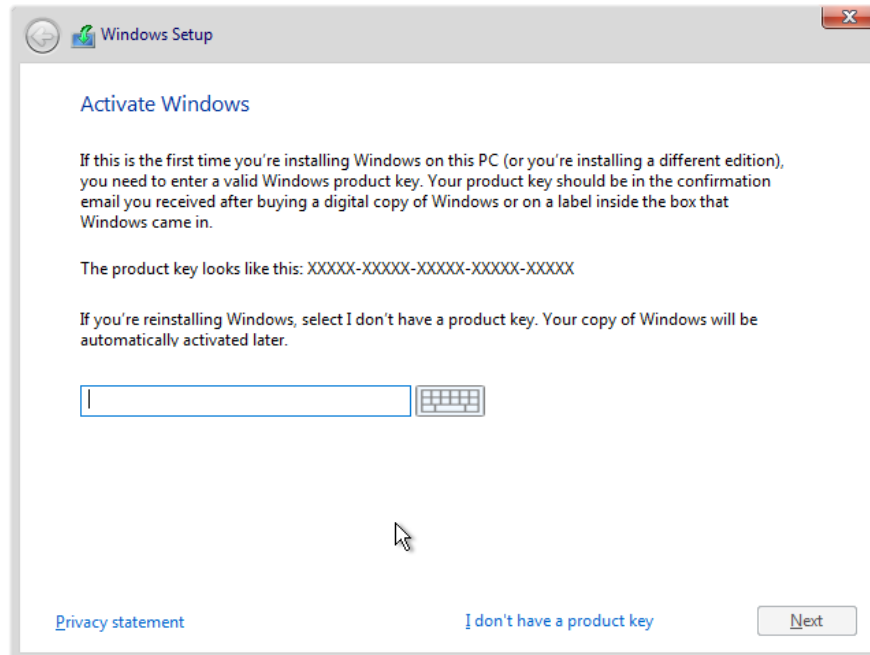 Windows Setup
Activate Windows
If this is the first time you're installing Windows on this PC (or you're installing a different edition),
you need to enter a valid Windows product key. Your product key should be in the confirmation
email you received after buying a digital copy of Windows or on a label inside the box that
Windows came in.
The product key looks like this: XXXXX-XXXXX-XXXXX-XXXXX-XXXXX
If you're reinstalling Windows, select I don't have a product key. Your copy of Windows will be
automatically activated later.
Privacy statement
I don't have a product key
Next